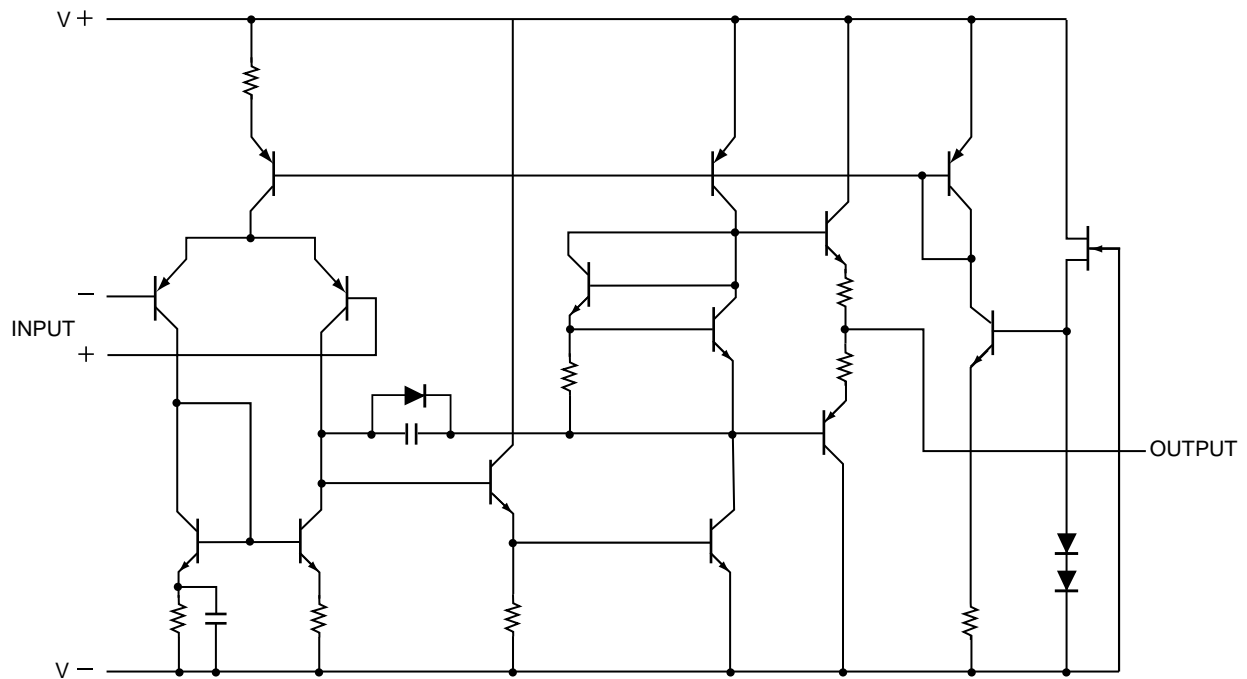 V +
−
INPUT
+
OUTPUT
V −